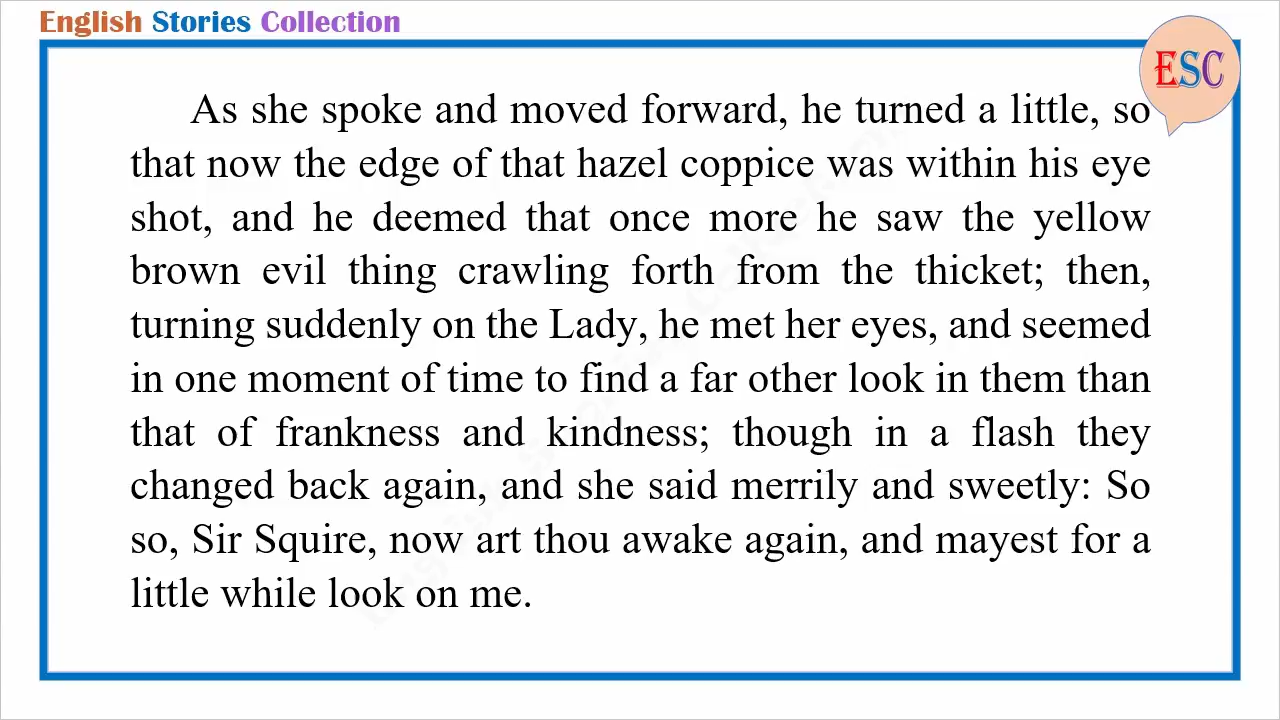 English Stories Collection
ESC
As she spoke and moved forward, he turned a little, so
that now the edge of that hazel coppice was within his eye
shot, and he deemed that once more he saw the yellow
brown evil thing crawling forth from the thicket; then,
turning suddenly on the Lady, he met her eyes, and seemed
in one moment of time to find a far other look in them than
that of frankness and kindness; though in a flash they
changed back again, and she said merrily and sweetly: So
so, Sir Squire, now art thou awake again, and mayest for a
little while look on me.